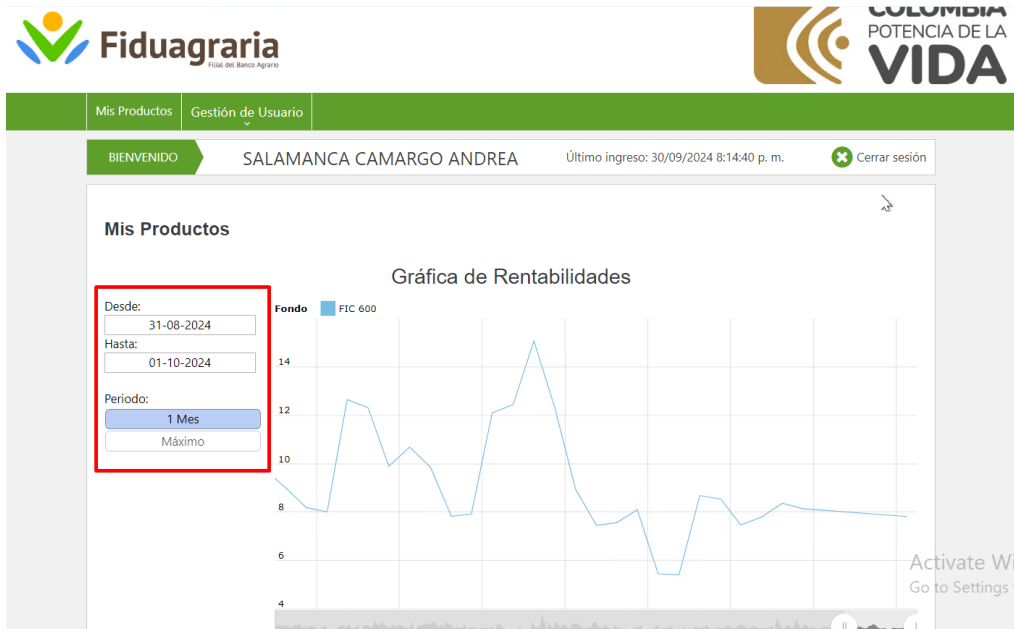 Fiduagraria
Filial del Banco Agrario
COLOMBIA
POTENCIA DE LA
VIDA
Mis Productos
Gestión de Usuario
BIENVENIDO
SALAMANCA CAMARGO ANDREA
Último ingreso: 30/09/2024 8:14:40 p. m.
Cerrar sesión
Mis Productos
Gráfica de Rentabilidades
Desde:
31-08-2024
Hasta:
01-10-2024
Periodo:
1 Mes
Máximo
Fondo
FIC 600
14
12
10
8
6
4
Activate Wi
Go to Settings